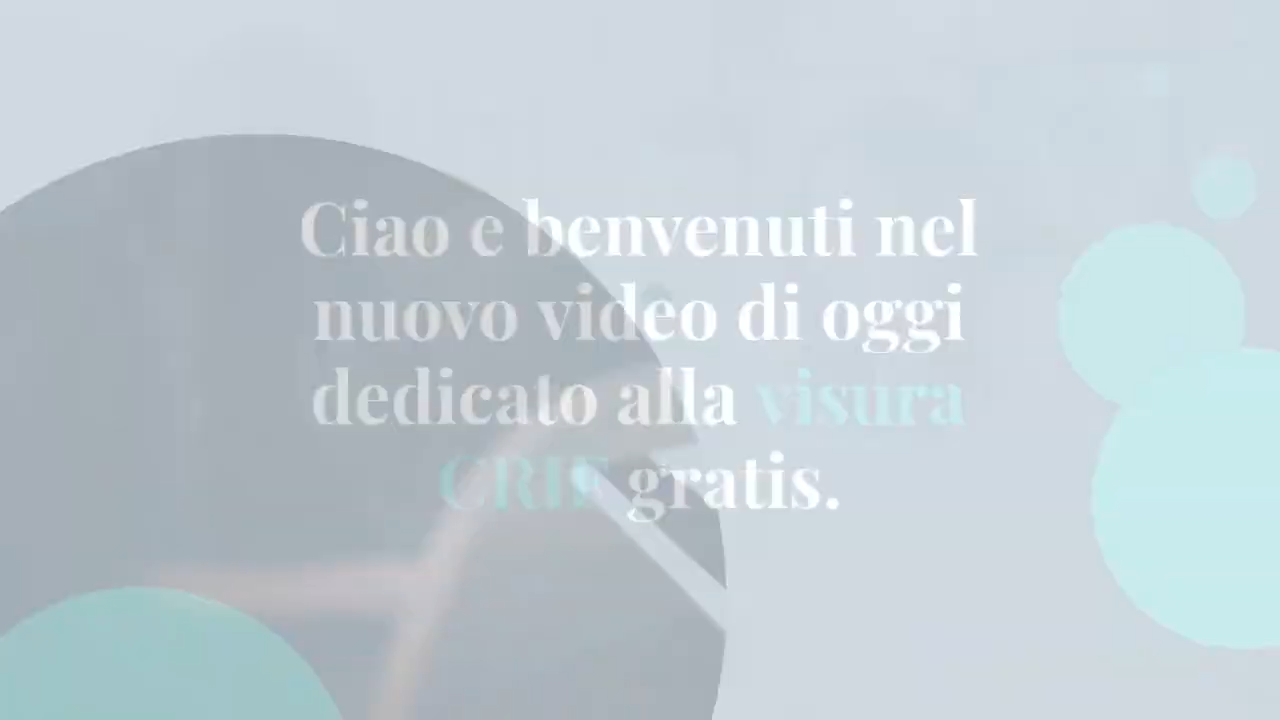 Ciao e benvenuti nel
nuovo video di oggi
dedicato alla visura
CRIF gratis.